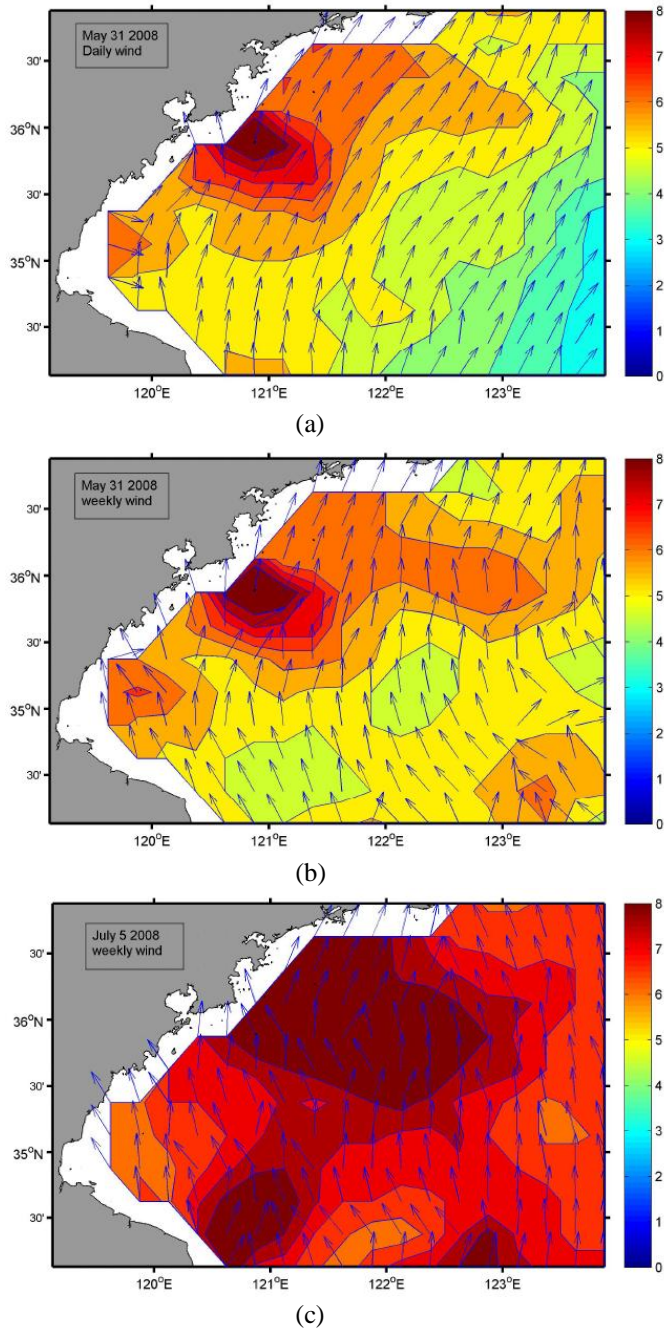 May 31 2008
Daily wind
30'
36°N
30'
35°N
30'
120°E
121°E
122°E
123°E
8
7
6
5
4
3
2
1
0
(a)
May 31 2008
weekly wind
30'
36°N
30'
35°N
30'
120°E
121°E
122°E
123°E
8
7
6
5
4
3
2
1
0
(b)
July 5 2008
weekly wind
30'
36°N
30'
35°N
30'
120°E
121°E
122°E
123°E
8
7
6
5
4
3
2
1
0
(c)